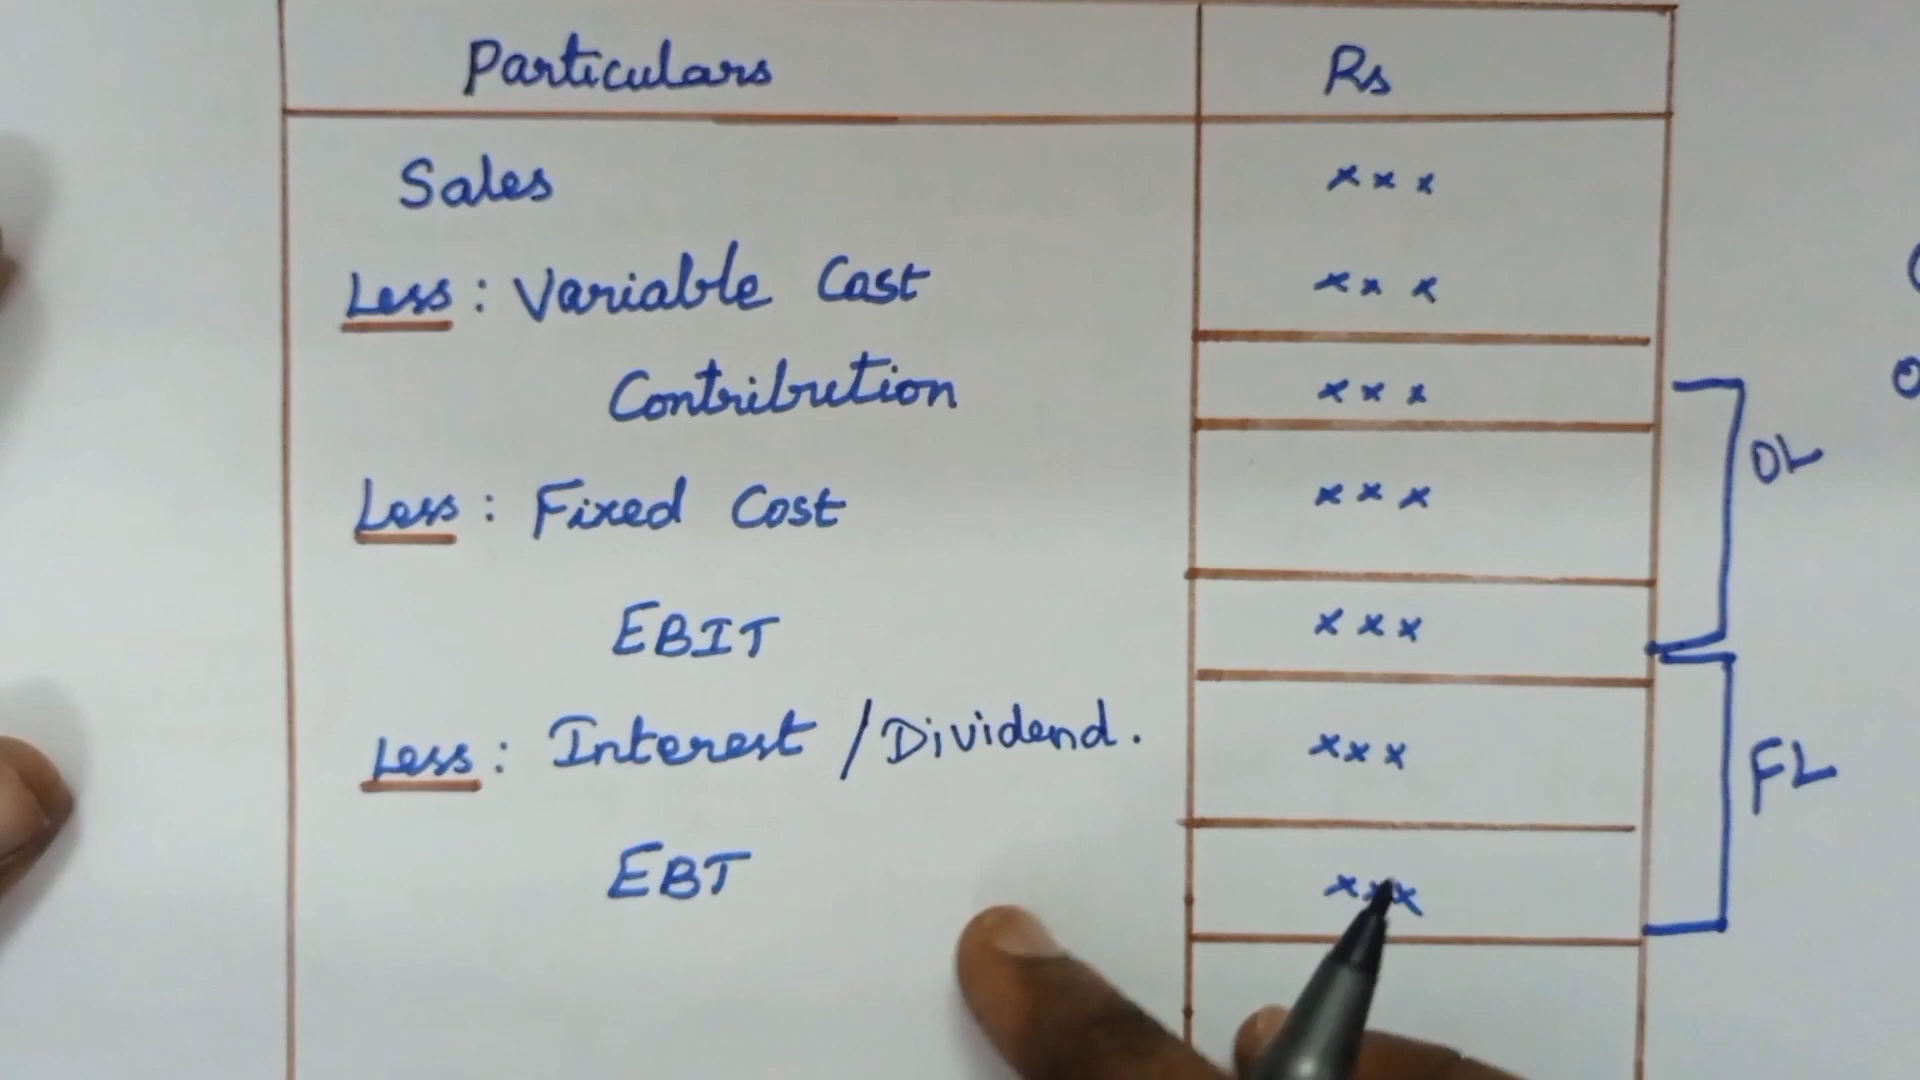 Particulars Rs
Sales xxx
Less : Variable Cost xxx
Contribution xxx
OL
Less : Fixed Cost xxx
EBIT xxx
Less : Interest / Dividend. xxx
FL
EBT xxx